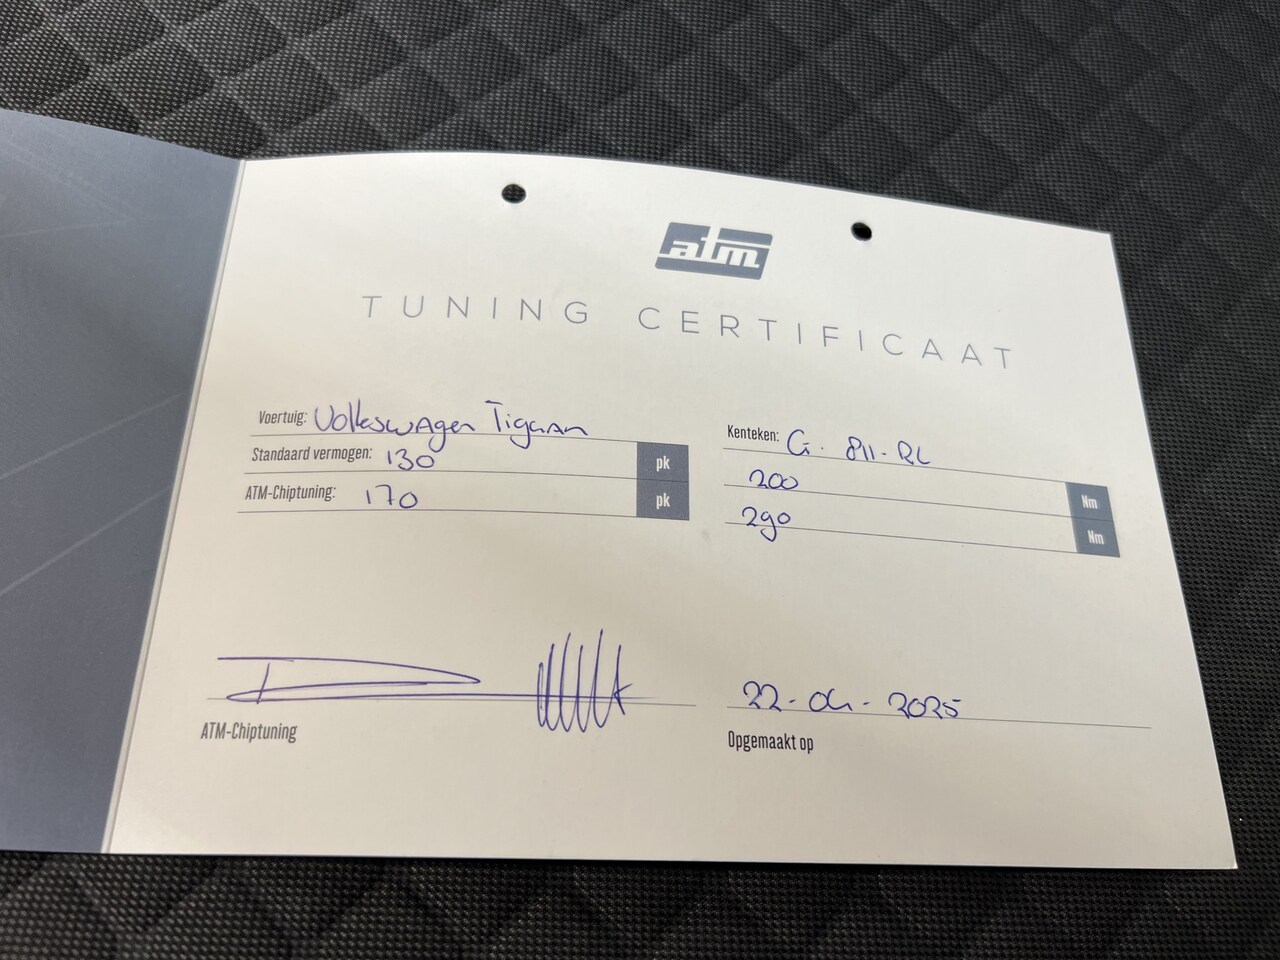 atm
TUNING CERTIFICAAT
Voertuig: Volkswagen Tiguan
Kenteken: G-811-RL
Standaard vermogen: 130 pk
200 Nm
ATM-Chiptuning: 170 pk
290 Nm
22-04-2025
ATM-Chiptuning
Opgemaakt op